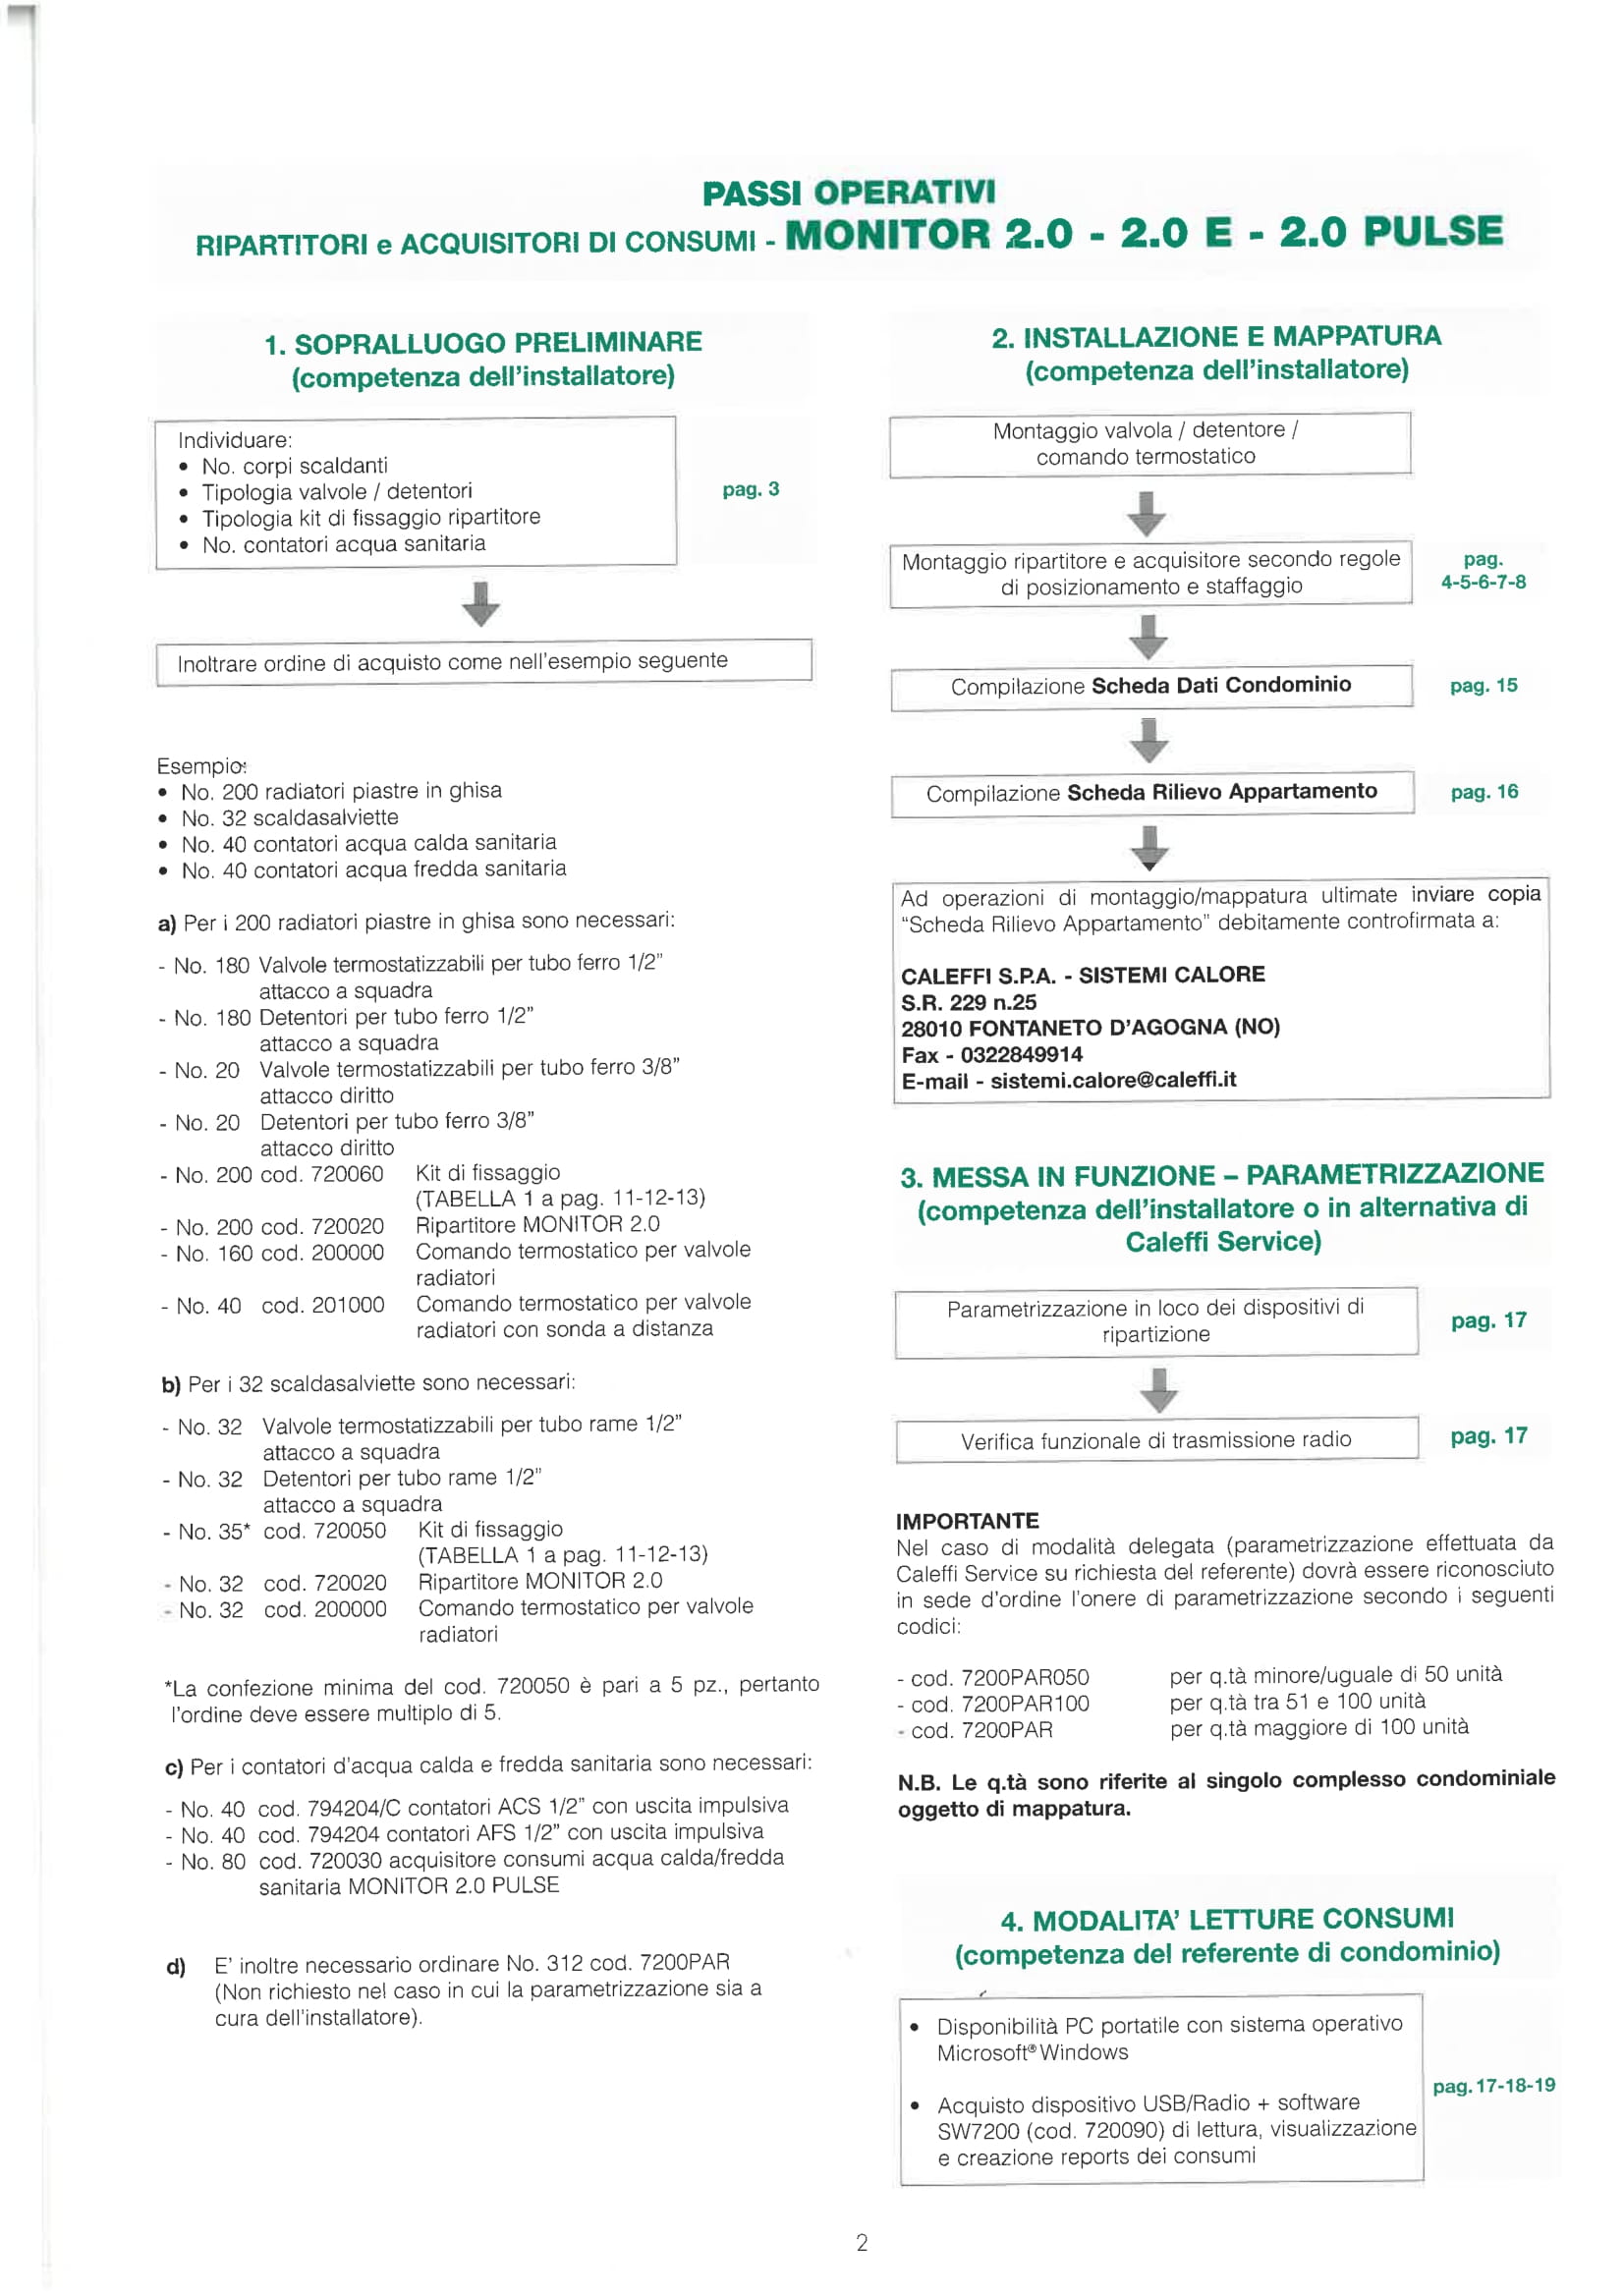 PASSI OPERATIVI
RIPARTITORI e ACQUISITORI DI CONSUMI - MONITOR 2.0 - 2.0 E - 2.0 PULSE
1. SOPRALLUOGO PRELIMINARE
(competenza dell'installatore)
Individuare:
• No. corpi scaldanti
• Tipologia valvole / detentori
• Tipologia kit di fissaggio ripartitore
• No. contatori acqua sanitaria
pag. 3
Inoltrare ordine di acquisto come nell'esempio seguente
Esempio:
• No. 200 radiatori piastre in ghisa
• No. 32 scaldasalviette
• No. 40 contatori acqua calda sanitaria
• No. 40 contatori acqua fredda sanitaria
a) Per i 200 radiatori piastre in ghisa sono necessari:
- No. 180 Valvole termostatizzabili per tubo ferro 1/2"
attacco a squadra
- No. 180 Detentori per tubo ferro 1/2"
attacco a squadra
- No. 20 Valvole termostatizzabili per tubo ferro 3/8"
attacco diritto
- No. 20 Detentori per tubo ferro 3/8"
attacco diritto
- No. 200 cod. 720060 Kit di fissaggio
(TABELLA 1 a pag. 11-12-13)
- No. 200 cod. 720020 Ripartitore MONITOR 2.0
- No. 160 cod. 200000 Comando termostatico per valvole
radiatori
- No. 40 cod. 201000 Comando termostatico per valvole
radiatori con sonda a distanza
b) Per i 32 scaldasalviette sono necessari:
- No. 32 Valvole termostatizzabili per tubo rame 1/2"
attacco a squadra
- No. 32 Detentori per tubo rame 1/2"
attacco a squadra
- No. 35* cod. 720050 Kit di fissaggio
(TABELLA 1 a pag. 11-12-13)
- No. 32 cod. 720020 Ripartitore MONITOR 2.0
- No. 32 cod. 200000 Comando termostatico per valvole
radiatori
*La confezione minima del cod. 720050 è pari a 5 pz., pertanto
l'ordine deve essere multiplo di 5.
c) Per i contatori d'acqua calda e fredda sanitaria sono necessari:
- No. 40 cod. 794204/C contatori ACS 1/2" con uscita impulsiva
- No. 40 cod. 794204 contatori AFS 1/2" con uscita impulsiva
- No. 80 cod. 720030 acquisitore consumi acqua calda/fredda
sanitaria MONITOR 2.0 PULSE
d) E' inoltre necessario ordinare No. 312 cod. 7200PAR
(Non richiesto nel caso in cui la parametrizzazione sia a
cura dell'installatore).
2. INSTALLAZIONE E MAPPATURA
(competenza dell'installatore)
Montaggio valvola / detentore /
comando termostatico
Montaggio ripartitore e acquisitore secondo regole
di posizionamento e staffaggio
pag.
4-5-6-7-8
Compilazione Scheda Dati Condominio
pag. 15
Compilazione Scheda Rilievo Appartamento
pag. 16
Ad operazioni di montaggio/mappatura ultimate inviare copia
"Scheda Rilievo Appartamento" debitamente controfirmata a:
CALEFFI S.P.A. - SISTEMI CALORE
S.R. 229 n.25
28010 FONTANETO D'AGOGNA (NO)
Fax - 0322849914
E-mail - sistemi.calore@caleffi.it
3. MESSA IN FUNZIONE – PARAMETRIZZAZIONE
(competenza dell'installatore o in alternativa di
Caleffi Service)
Parametrizzazione in loco dei dispositivi di
ripartizione
pag. 17
Verifica funzionale di trasmissione radio
pag. 17
IMPORTANTE
Nel caso di modalità delegata (parametrizzazione effettuata da
Caleffi Service su richiesta del referente) dovrà essere riconosciuto
in sede d'ordine l'onere di parametrizzazione secondo i seguenti
codici:
- cod. 7200PAR050 per q.tà minore/uguale di 50 unità
- cod. 7200PAR100 per q.tà tra 51 e 100 unità
- cod. 7200PAR per q.tà maggiore di 100 unità
N.B. Le q.tà sono riferite al singolo complesso condominiale
oggetto di mappatura.
4. MODALITA' LETTURE CONSUMI
(competenza del referente di condominio)
• Disponibilità PC portatile con sistema operativo
Microsoft® Windows
• Acquisto dispositivo USB/Radio + software
SW7200 (cod. 720090) di lettura, visualizzazione
e creazione reports dei consumi
pag. 17-18-19
2